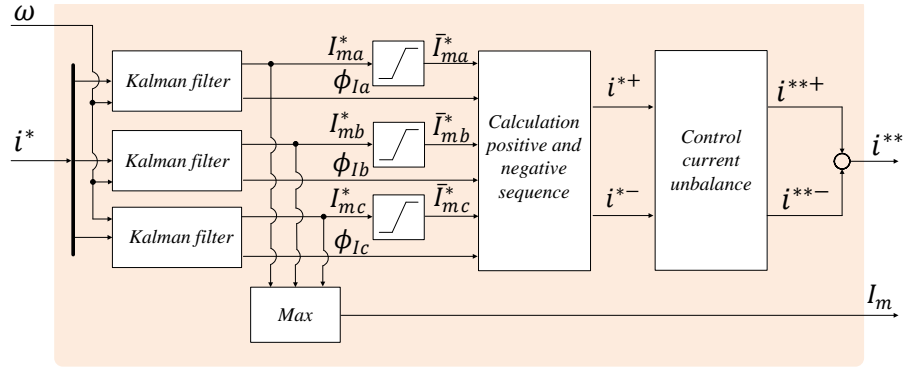 ω
i*
Kalman filter
Kalman filter
Kalman filter
I*ma
ϕIa
I*mb
ϕIb
I*mc
ϕIc
Ī*ma
Ī*mb
Ī*mc
Calculation
positive and
negative
sequence
i*+
i*−
Control
current
unbalance
i**+
i**−
i**
Max
Im